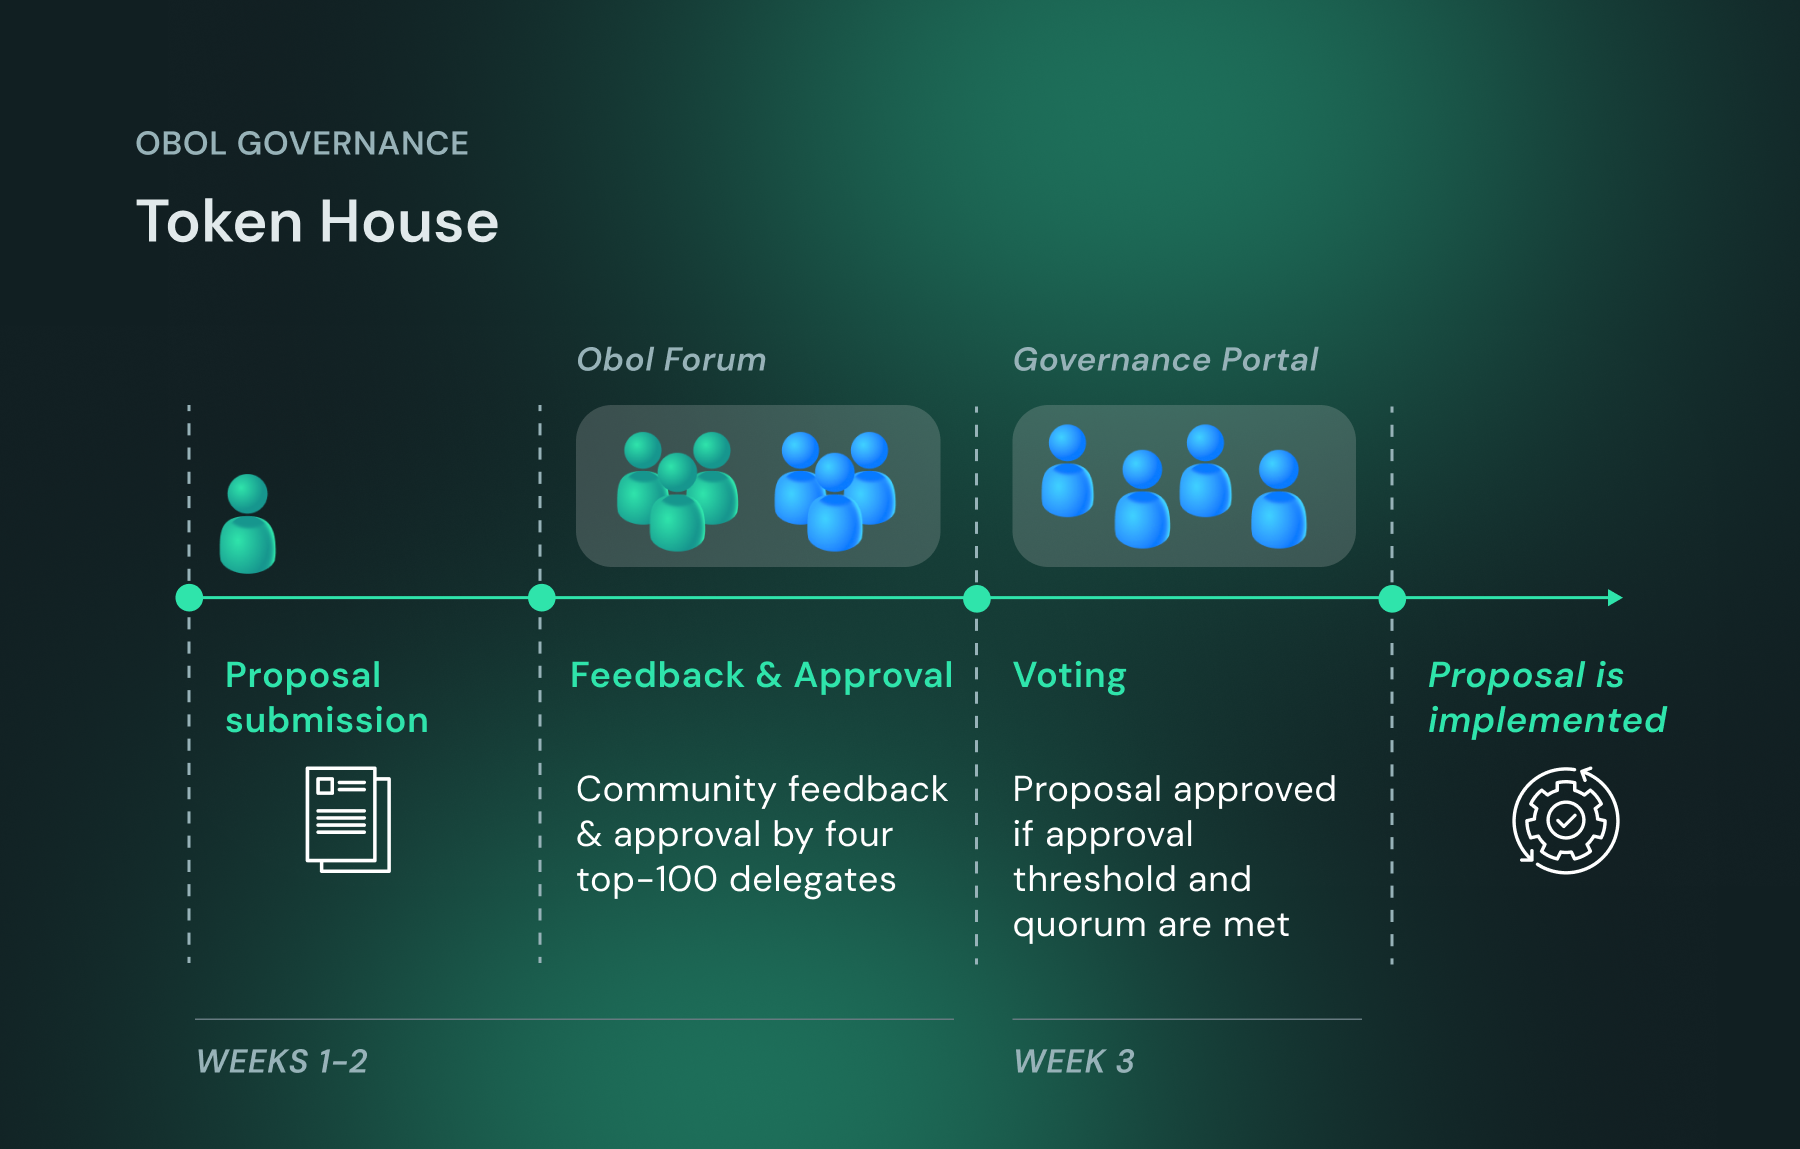 OBOL GOVERNANCE
Token House
Obol Forum
Governance Portal
Proposal
submission
Feedback & Approval
Community feedback
& approval by four
top-100 delegates
Voting
Proposal approved
if approval
threshold and
quorum are met
Proposal is
implemented
WEEKS 1-2
WEEK 3